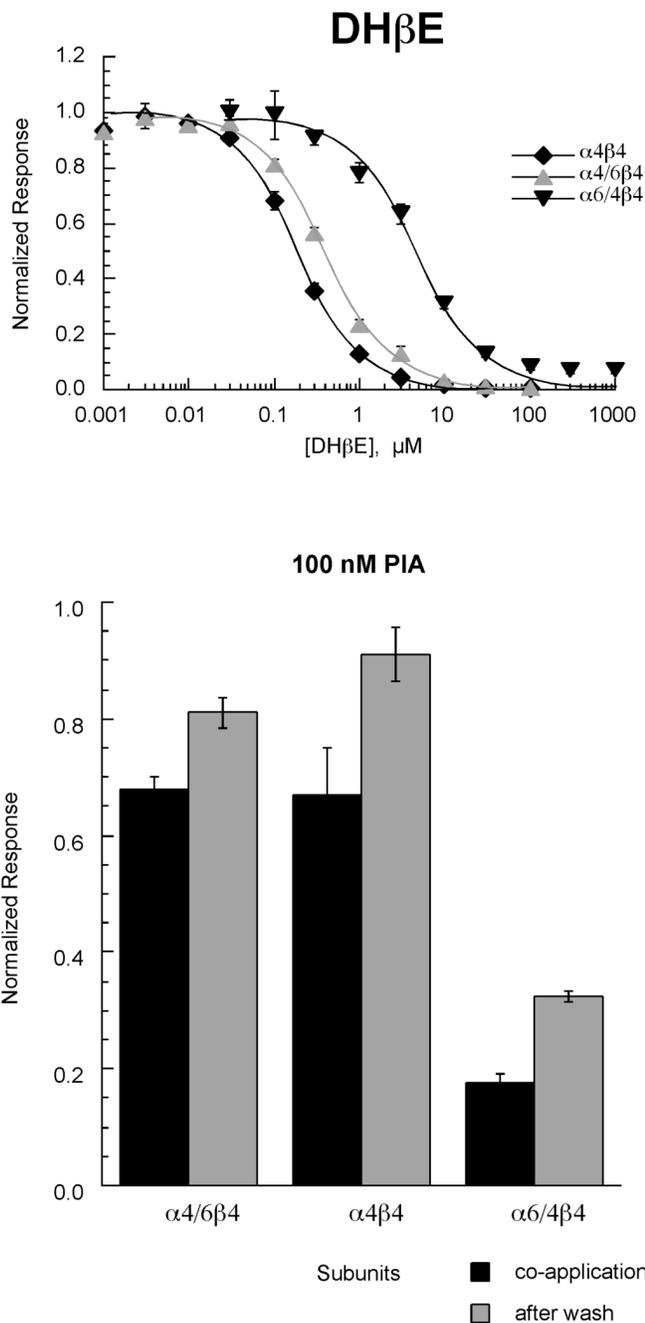 DHβE
1.2
1.0
0.8
0.6
0.4
0.2
0.0
Normalized Response
α4β4
α4/6β4
α6/4β4
0.001 0.01 0.1 1 10 100 1000
[DHβE], µM
100 nM PIA
1.0
0.8
0.6
0.4
0.2
0.0
Normalized Response
α4/6β4 α4β4 α6/4β4
Subunits
co-application
after wash